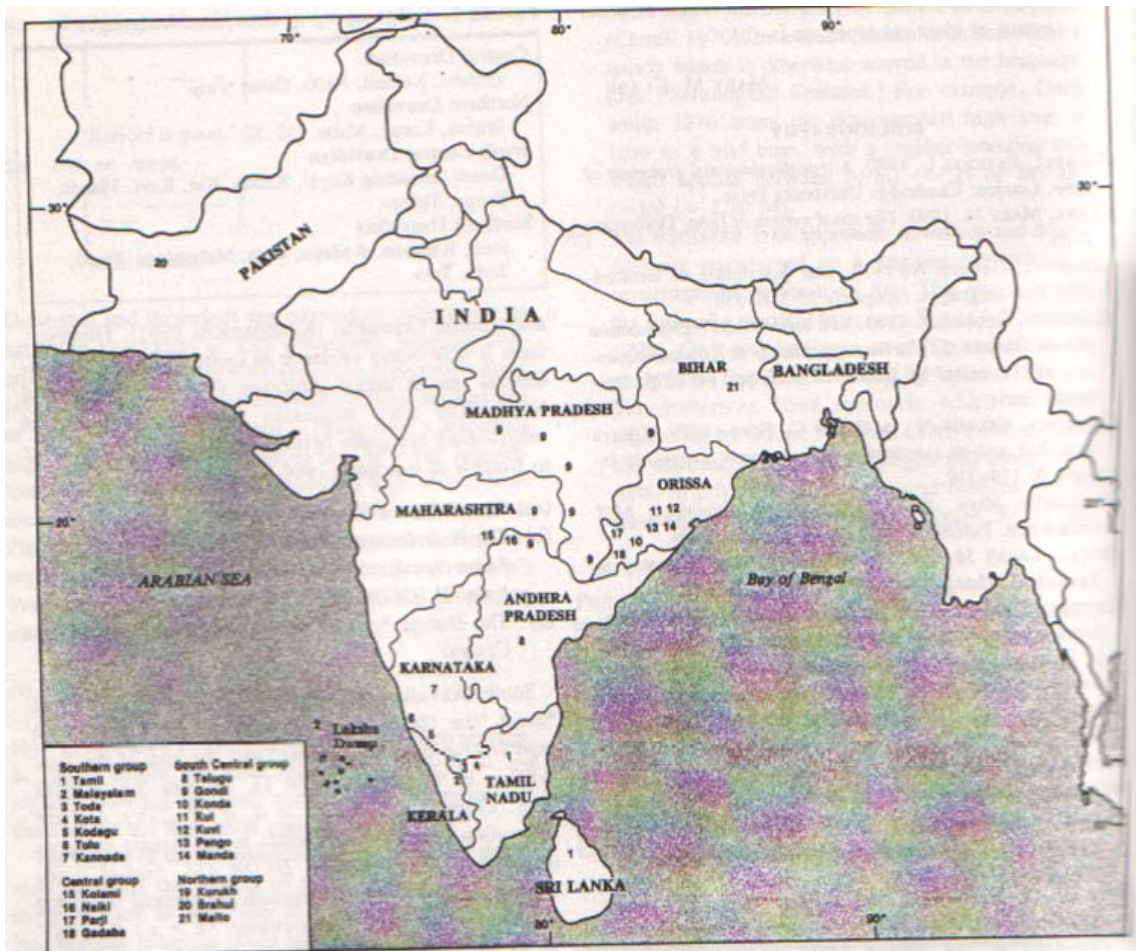 70°
80°
90°
30°
30°
20
PAKISTAN
INDIA
BIHAR
21
BANGLADESH
MADHYA PRADESH
9
9
9
ORISSA
MAHARASHTRA
9
9
11 12
13 14
17
10
18
15 16 9
9
20°
ARABIAN SEA
Bay of Bengal
ANDHRA
PRADESH
8
KARNATAKA
7
6
5
2
Laksha
Dweep
3 4
1
2
TAMIL
NADU
KERALA
1
SRI LANKA
80°
90°
Southern group
1 Tamil
2 Malayalam
3 Toda
4 Kota
5 Kodagu
6 Tulu
7 Kannada
South Central group
8 Telugu
9 Gondi
10 Konda
11 Kui
12 Kuvi
13 Pengo
14 Manda
Central group
15 Kolami
16 Naiki
17 Parji
18 Gadaba
Northern group
19 Kurukh
20 Brahui
21 Malto